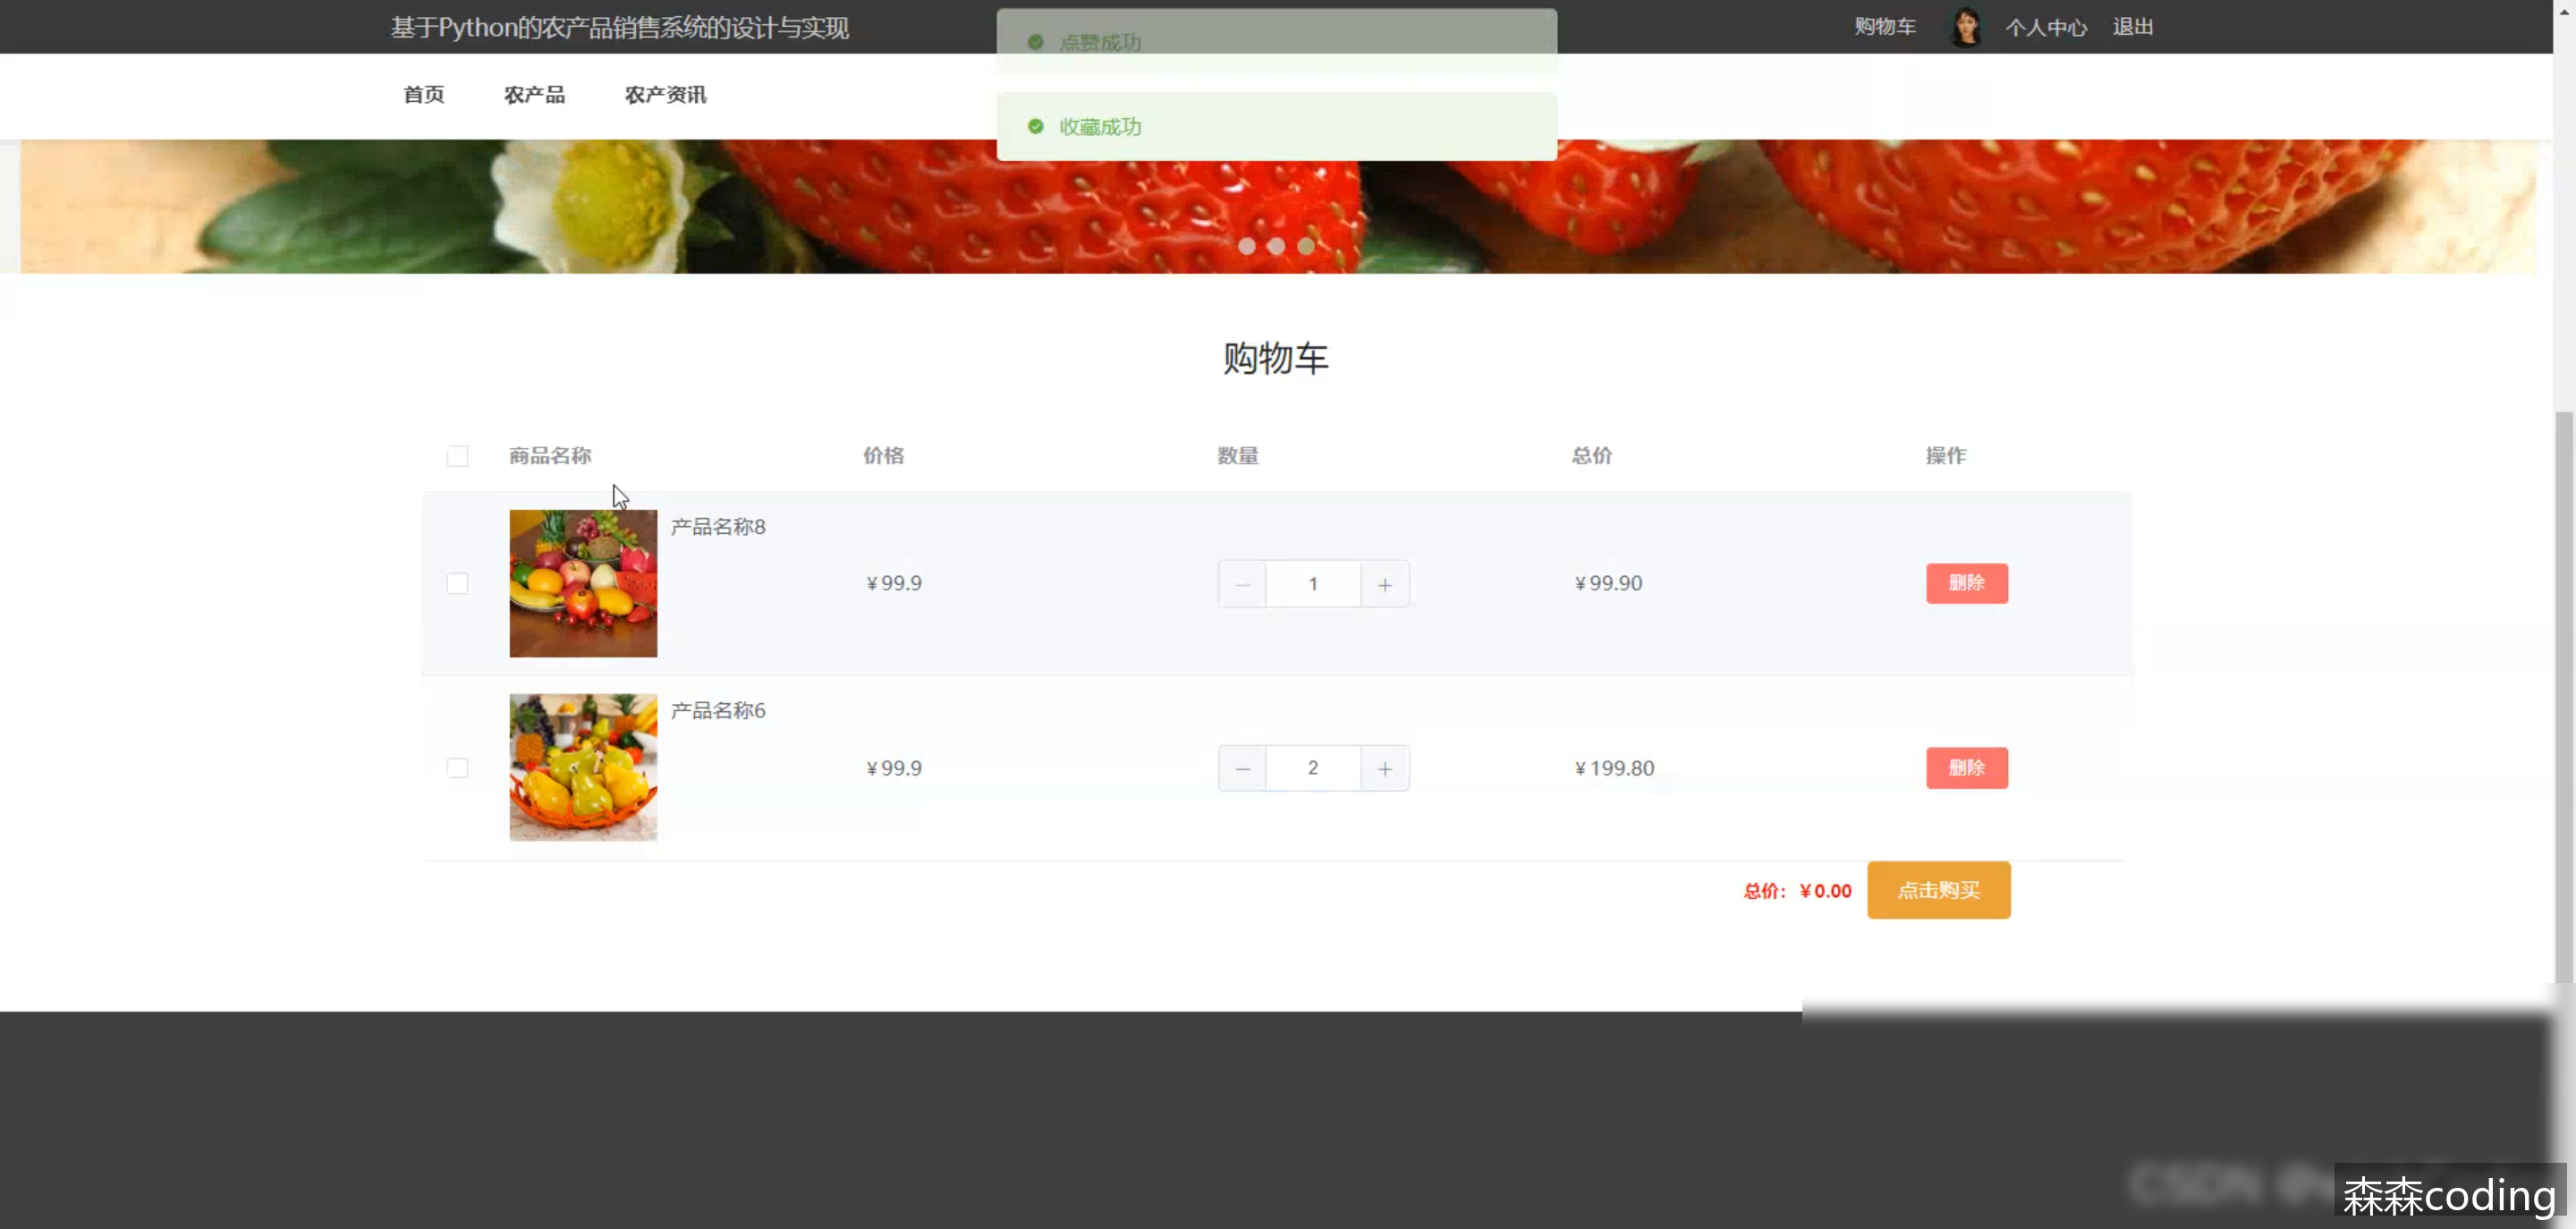 基于Python的农产品销售系统的设计与实现
购物车 个人中心 退出
点赞成功
首页 农产品 农产资讯
收藏成功
购物车
商品名称 价格 数量 总价 操作
产品名称8
￥99.9 1 ￥99.90 删除
产品名称6
￥99.9 2 ￥199.80 删除
总价：￥0.00 点击购买
CSDN
森森coding